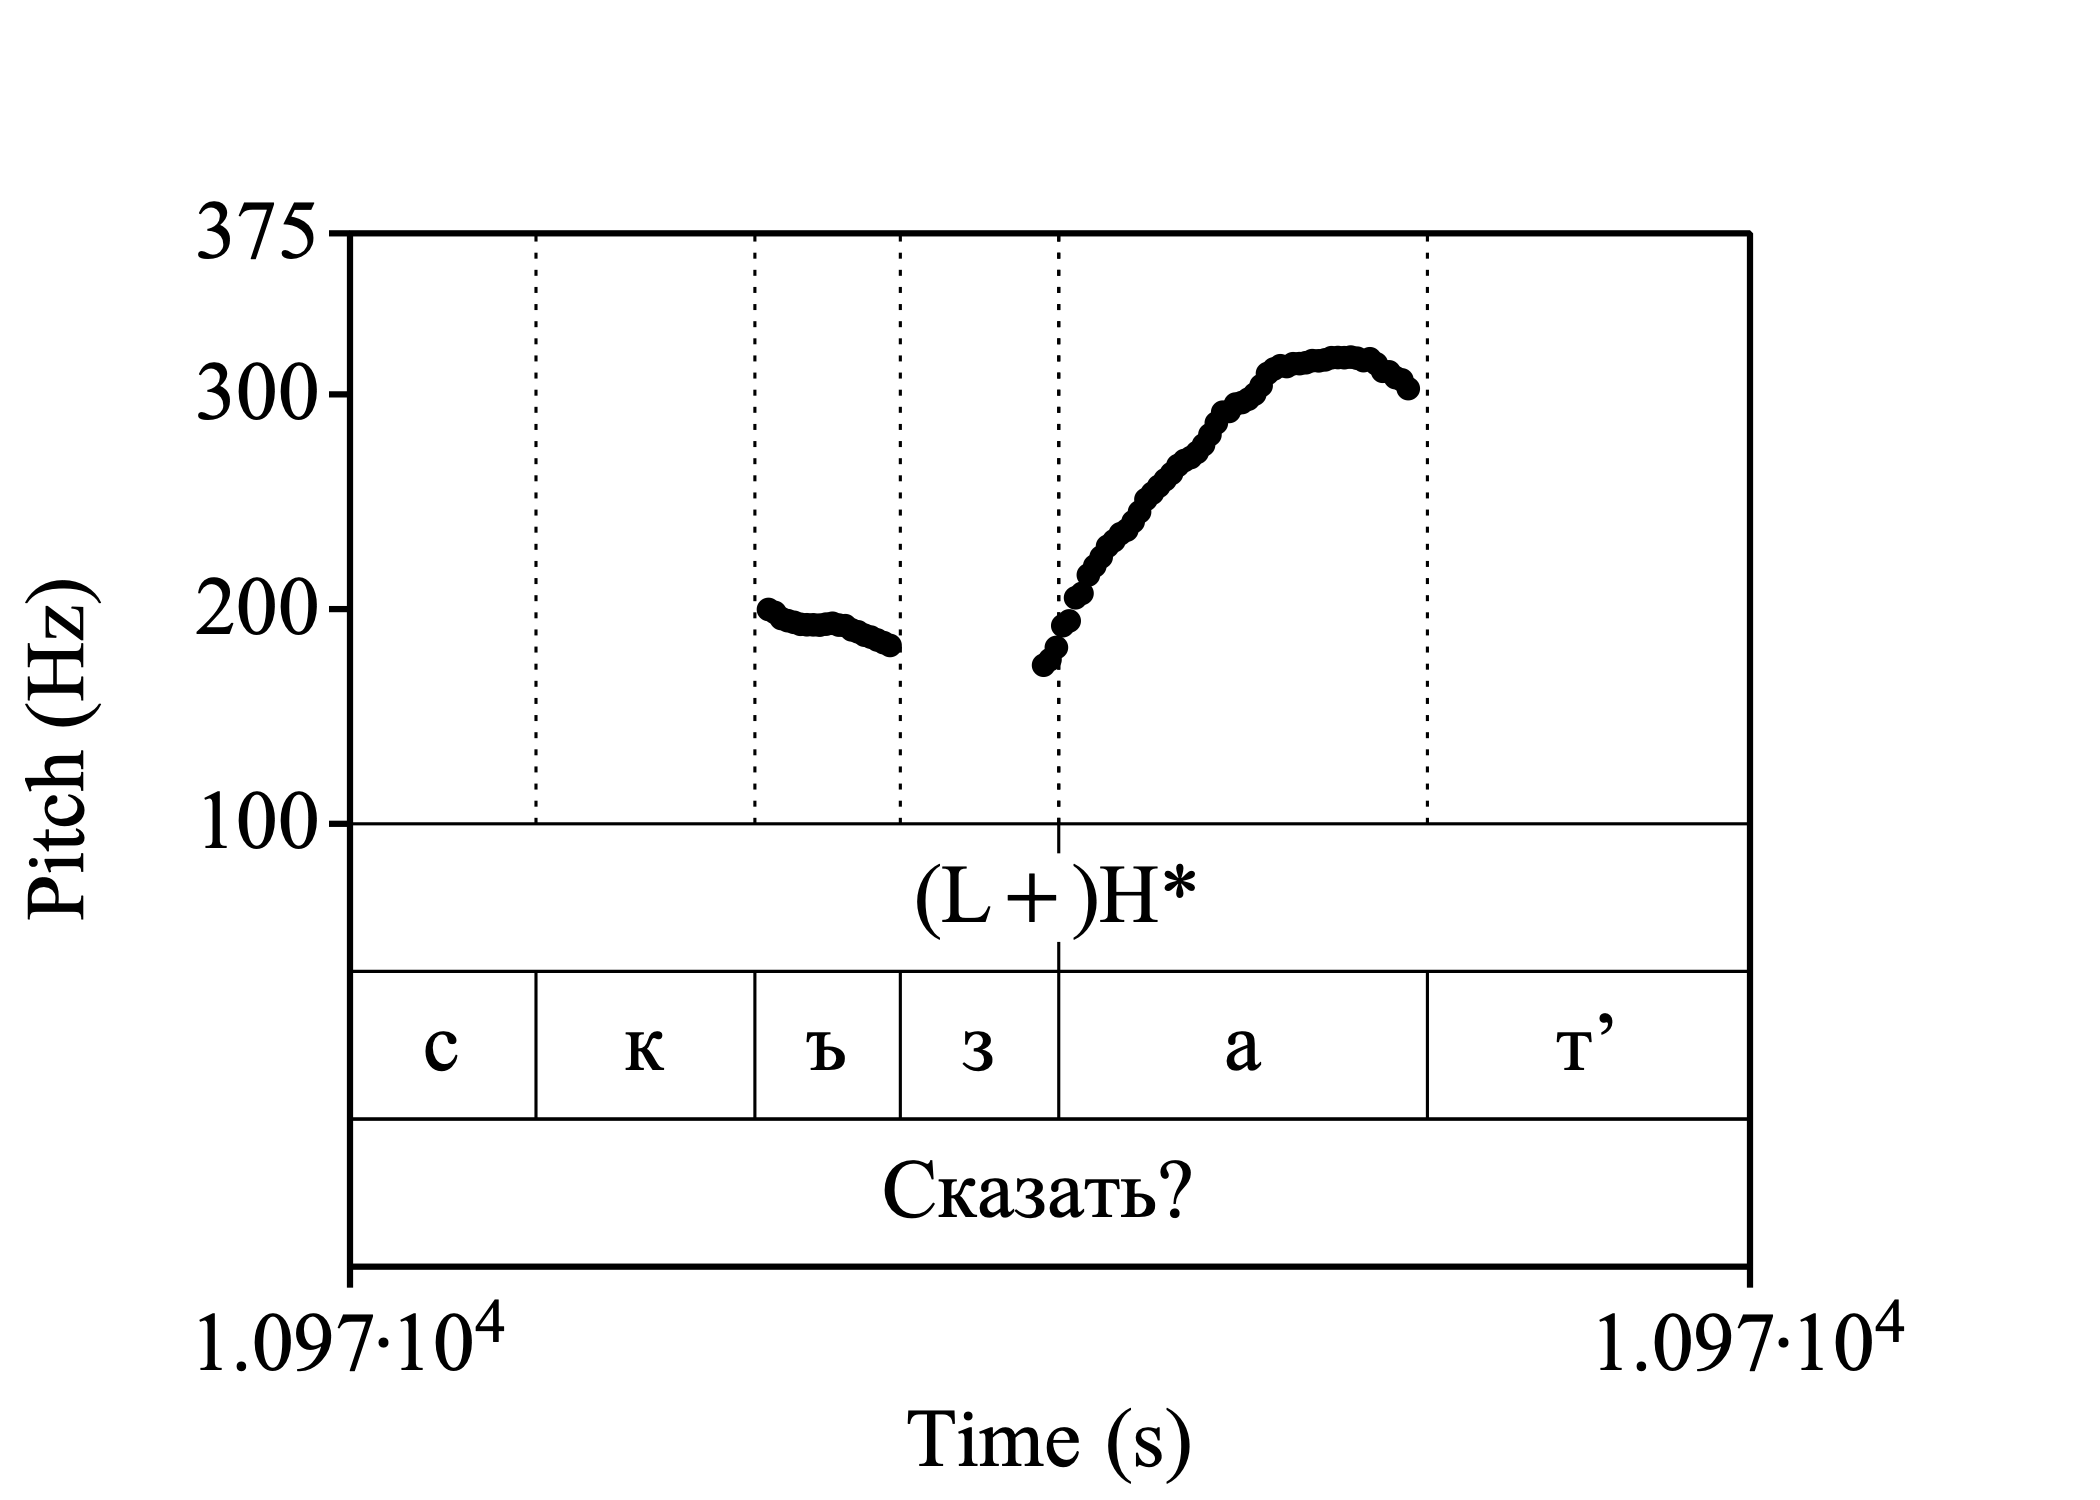 375
300
200
100
Pitch (Hz)
(L+)H*
с к ъ з а т’
Сказать?
1.097·10⁴ 1.097·10⁴
Time (s)